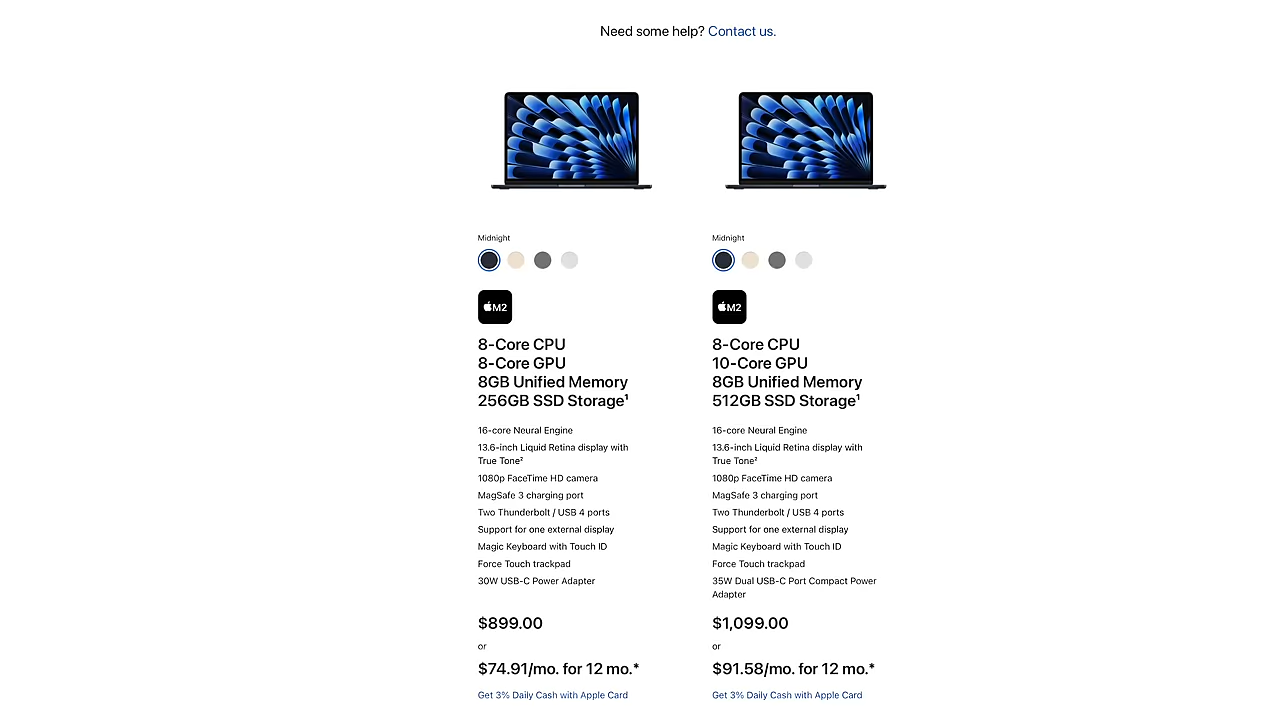 Need some help? Contact us.
Midnight
M2
8-Core CPU
8-Core GPU
8GB Unified Memory
256GB SSD Storage¹
16-core Neural Engine
13.6-inch Liquid Retina display with
True Tone²
1080p FaceTime HD camera
MagSafe 3 charging port
Two Thunderbolt / USB 4 ports
Support for one external display
Magic Keyboard with Touch ID
Force Touch trackpad
30W USB-C Power Adapter
$899.00
or
$74.91/mo. for 12 mo.*
Get 3% Daily Cash with Apple Card
Midnight
M2
8-Core CPU
10-Core GPU
8GB Unified Memory
512GB SSD Storage¹
16-core Neural Engine
13.6-inch Liquid Retina display with
True Tone²
1080p FaceTime HD camera
MagSafe 3 charging port
Two Thunderbolt / USB 4 ports
Support for one external display
Magic Keyboard with Touch ID
Force Touch trackpad
35W Dual USB-C Port Compact Power
Adapter
$1,099.00
or
$91.58/mo. for 12 mo.*
Get 3% Daily Cash with Apple Card